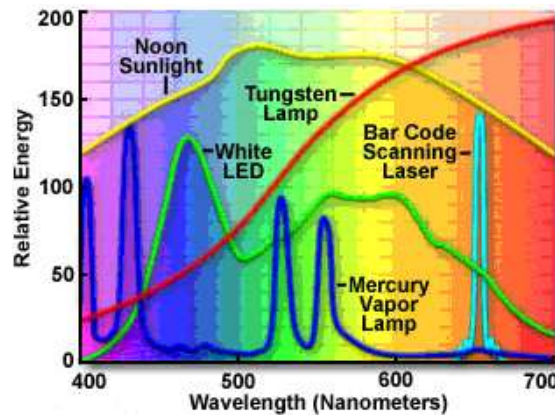 200
Noon
Sunlight
150
Tungsten
Lamp
Bar Code
Scanning
Laser
White
LED
Relative Energy
100
50
Mercury
Vapor
Lamp
0
400
500
600
700
Wavelength (Nanometers)